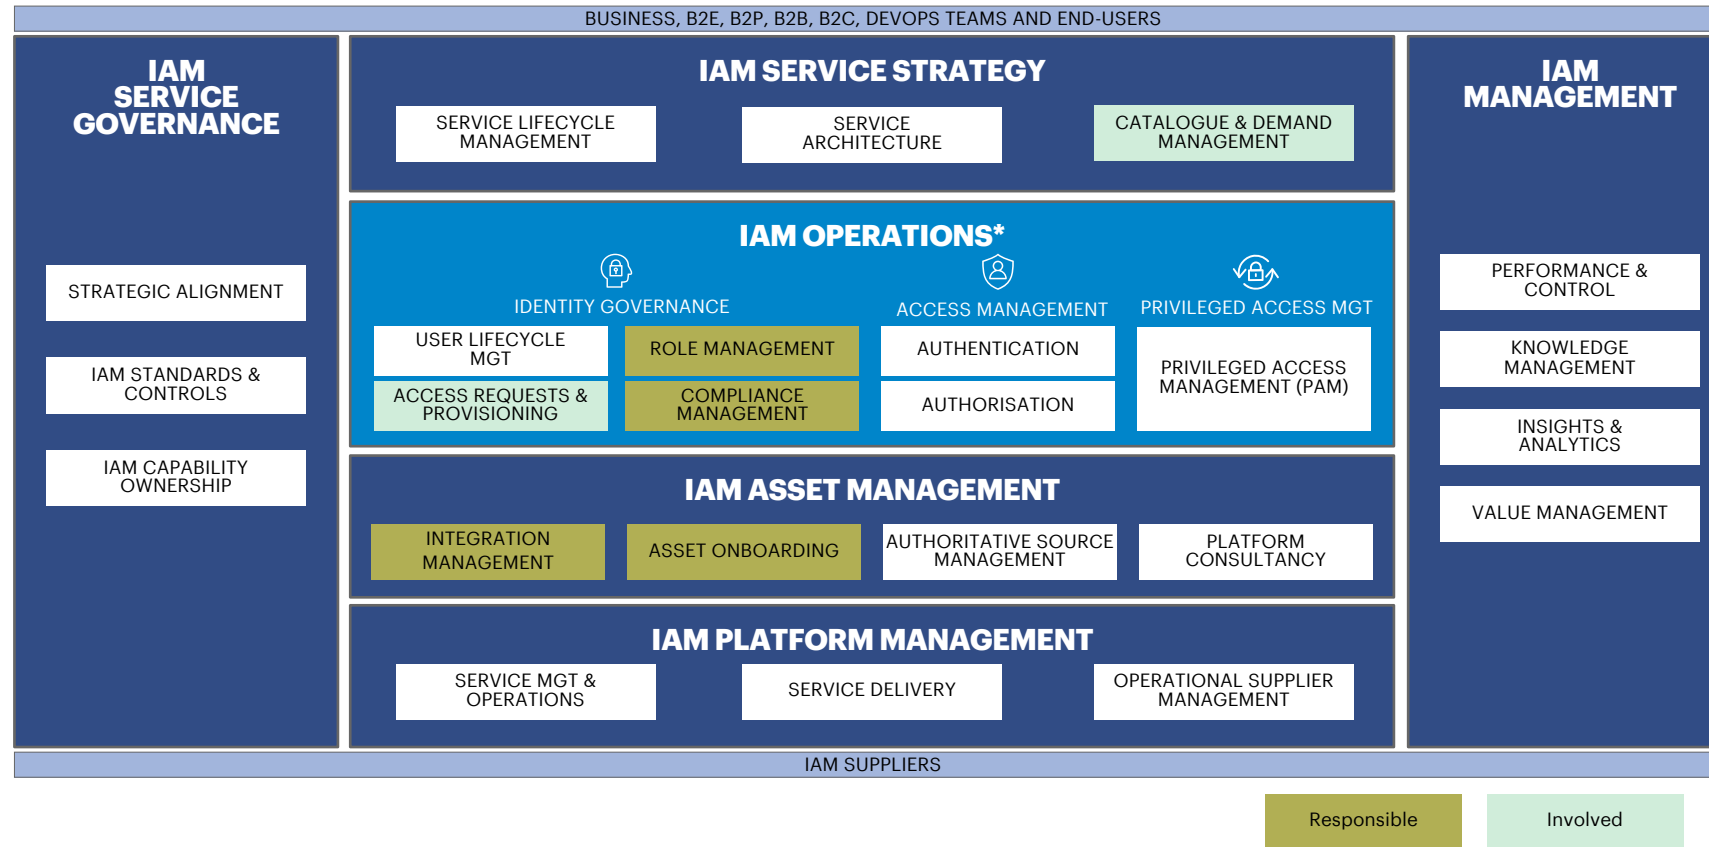 BUSINESS, B2E, B2P, B2B, B2C, DEVOPS TEAMS AND END-USERS
IAM
SERVICE
GOVERNANCE
STRATEGIC ALIGNMENT
IAM STANDARDS &
CONTROLS
IAM CAPABILITY
OWNERSHIP
IAM SERVICE STRATEGY
SERVICE LIFECYCLE
MANAGEMENT
SERVICE
ARCHITECTURE
CATALOGUE & DEMAND
MANAGEMENT
IAM OPERATIONS*
IDENTITY GOVERNANCE
USER LIFECYCLE
MGT
ROLE MANAGEMENT
ACCESS REQUESTS &
PROVISIONING
COMPLIANCE
MANAGEMENT
ACCESS MANAGEMENT
AUTHENTICATION
AUTHORISATION
PRIVILEGED ACCESS MGT
PRIVILEGED ACCESS
MANAGEMENT (PAM)
IAM ASSET MANAGEMENT
INTEGRATION
MANAGEMENT
ASSET ONBOARDING
AUTHORITATIVE SOURCE
MANAGEMENT
PLATFORM
CONSULTANCY
IAM PLATFORM MANAGEMENT
SERVICE MGT &
OPERATIONS
SERVICE DELIVERY
OPERATIONAL SUPPLIER
MANAGEMENT
IAM
MANAGEMENT
PERFORMANCE &
CONTROL
KNOWLEDGE
MANAGEMENT
INSIGHTS &
ANALYTICS
VALUE MANAGEMENT
IAM SUPPLIERS
Responsible
Involved